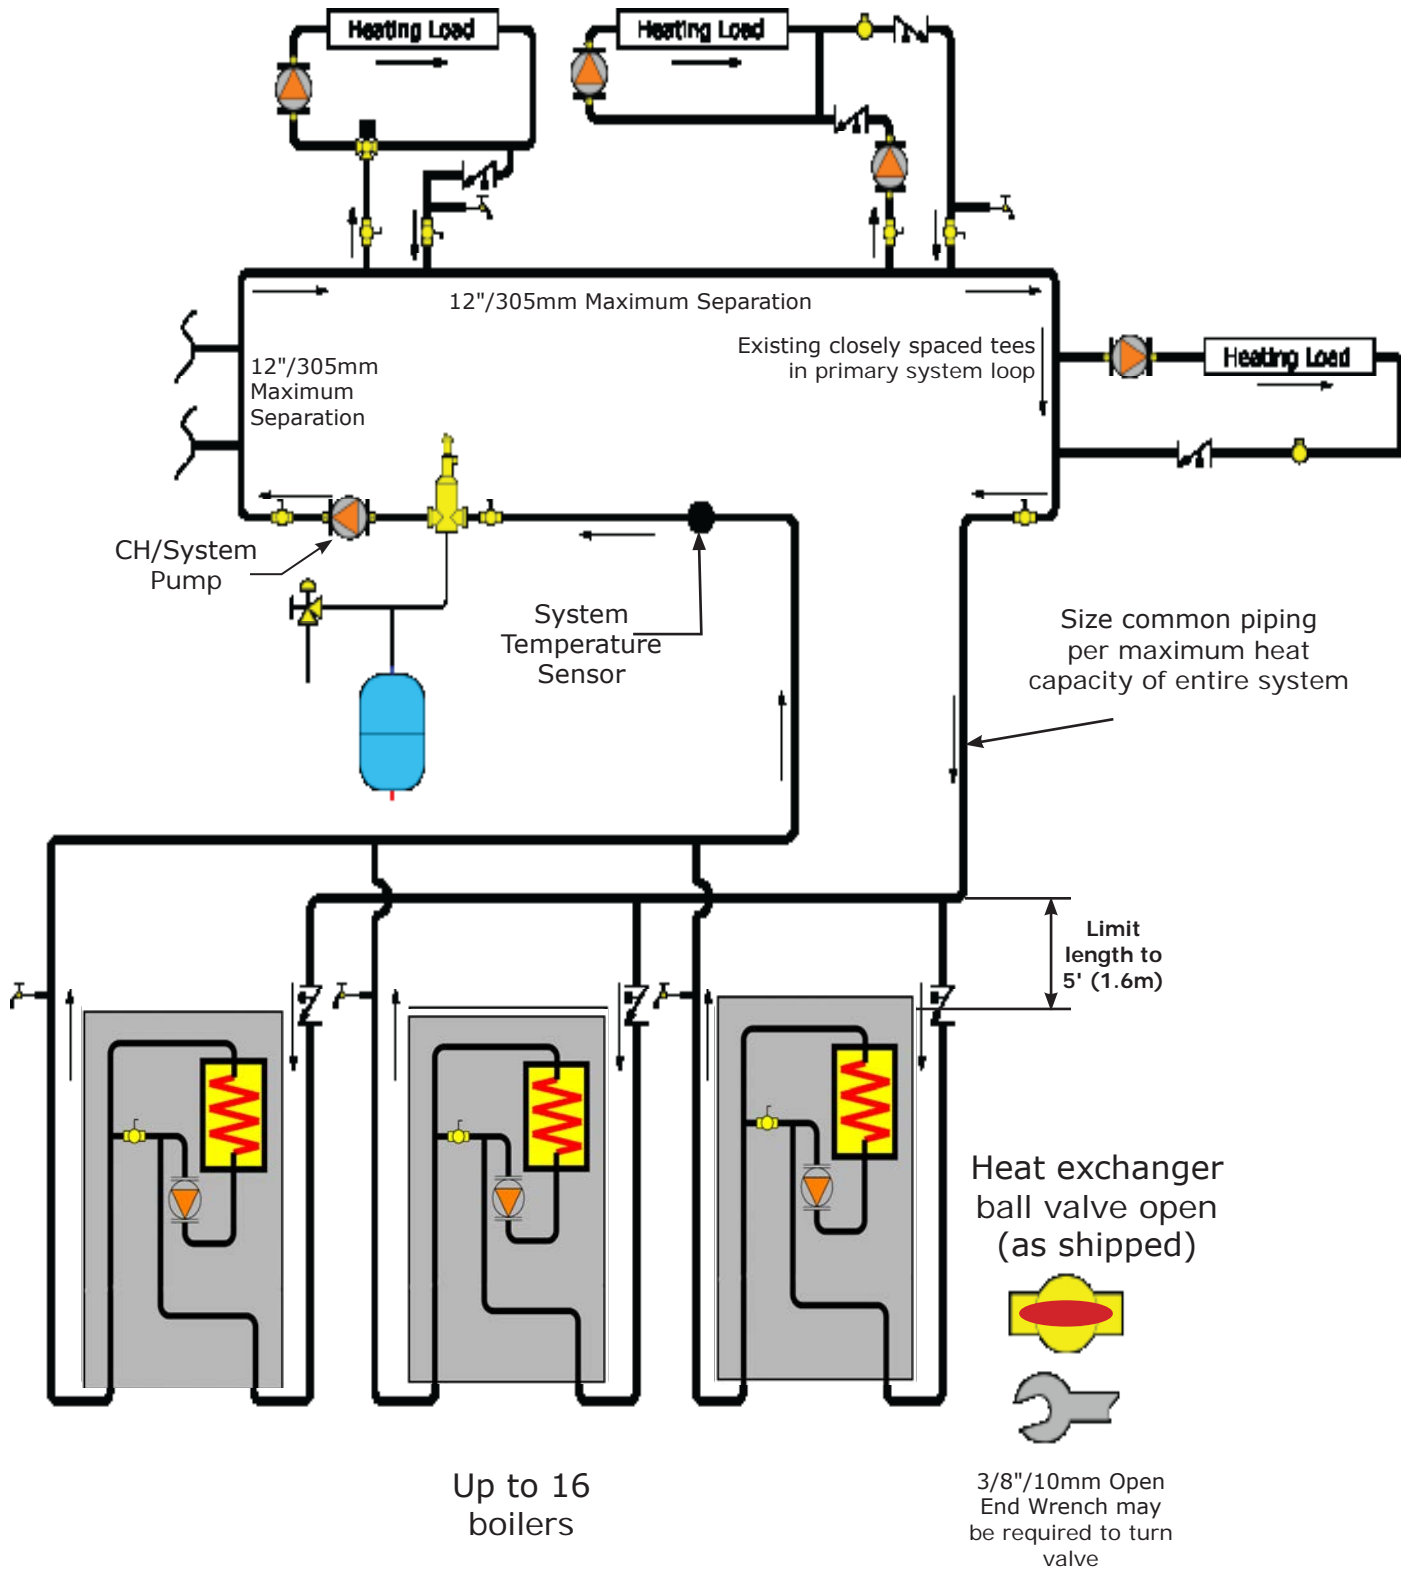 Heating Load
Heating Load
12"/305mm Maximum Separation
Existing closely spaced tees
in primary system loop
12"/305mm
Maximum
Separation
Heating Load
CH/System
Pump
System
Temperature
Sensor
Size common piping
per maximum heat
capacity of entire system
Limit
length to
5' (1.6m)
Heat exchanger
ball valve open
(as shipped)
Up to 16
boilers
3/8"/10mm Open
End Wrench may
be required to turn
valve